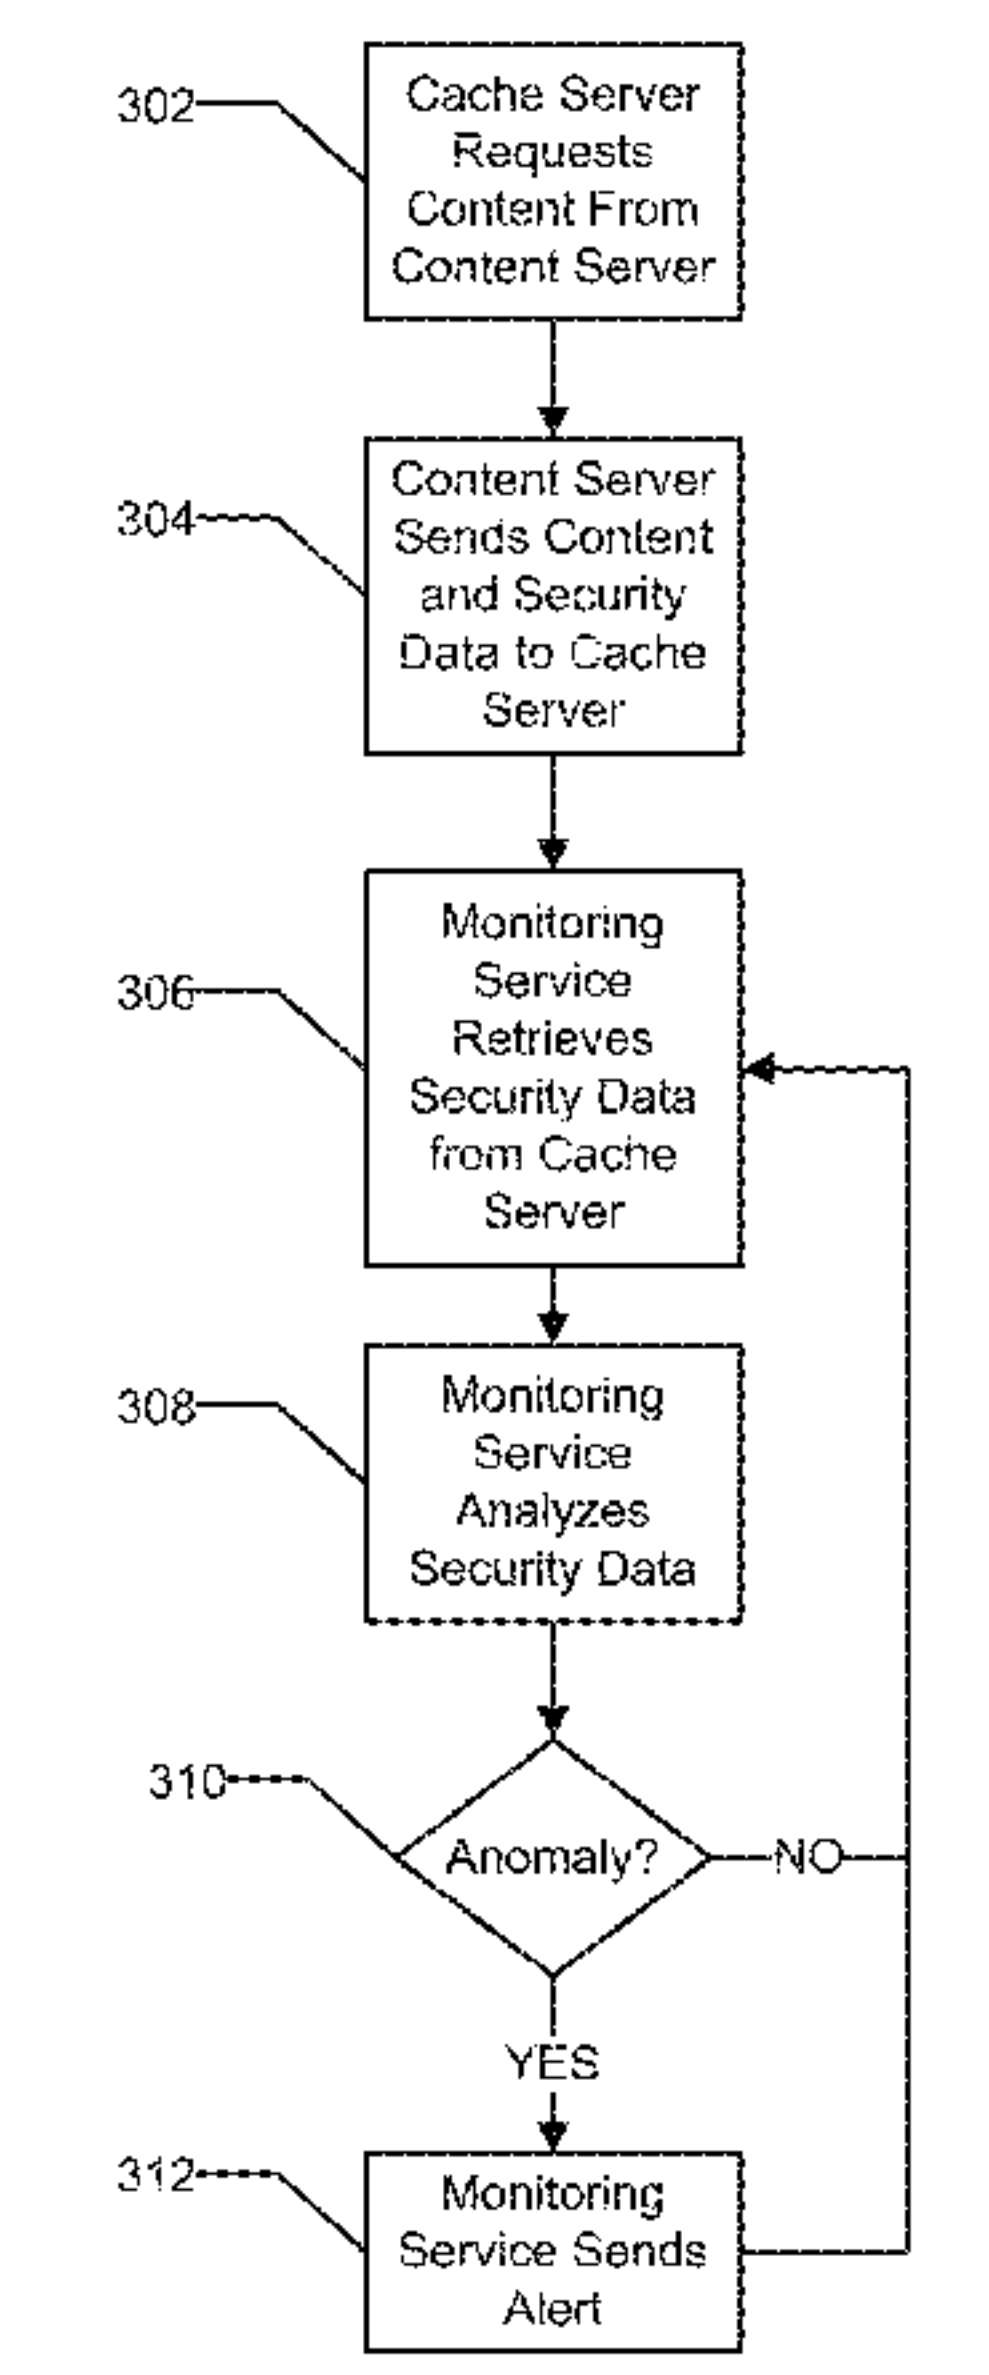 302
Cache Server
Requests
Content From
Content Server
304
Content Server
Sends Content
and Security
Data to Cache
Server
306
Monitoring
Service
Retrieves
Security Data
from Cache
Server
308
Monitoring
Service
Analyzes
Security Data
310
Anomaly?
NO
YES
312
Monitoring
Service Sends
Alert